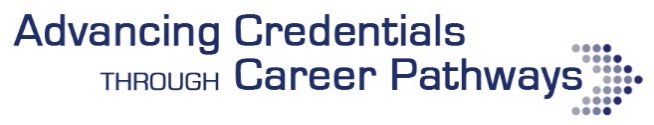 Advancing Credentials
THROUGH Career Pathways